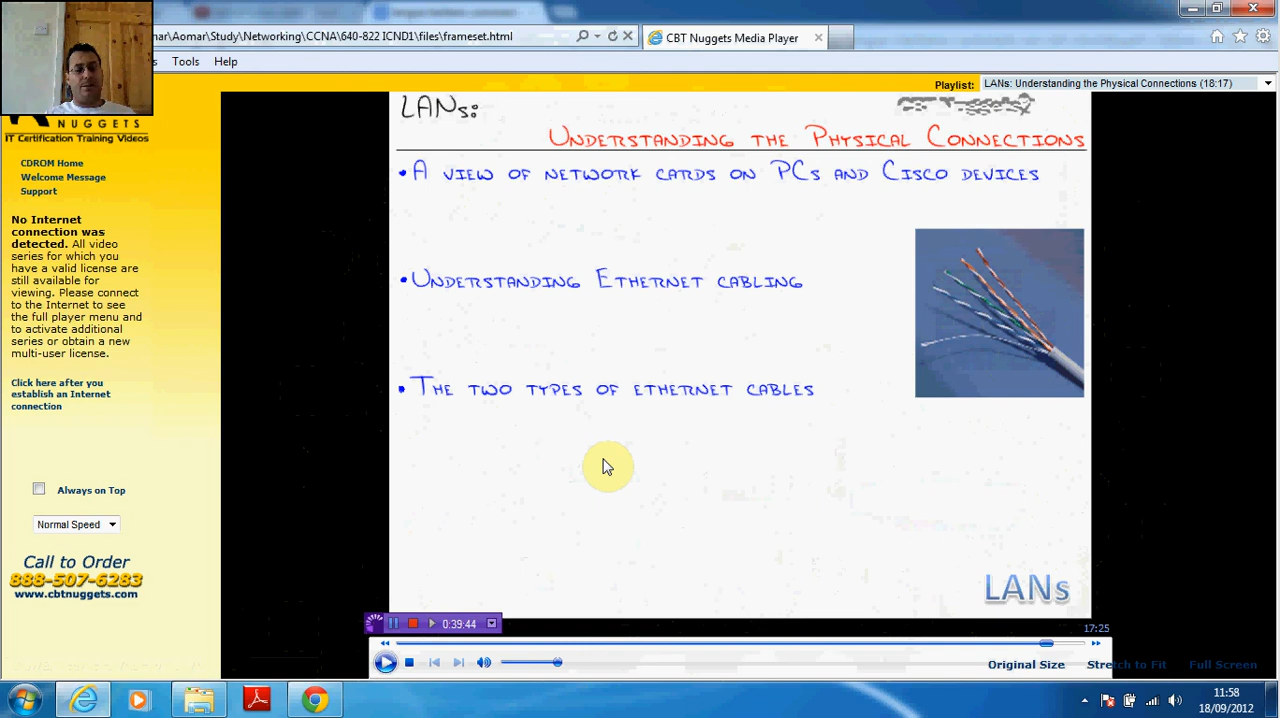 nar\Aomar\Study\Networking\CCNA\640-822 ICND1\files\frameset.html
CBT Nuggets Media Player
Tools Help
Playlist: LANs: Understanding the Physical Connections (18:17)
NUGGETS
IT Certification Training Videos
CDROM Home
Welcome Message
Support
No Internet
connection was
detected. All video
series for which you
have a valid license are
still available for
viewing. Please connect
to the Internet to see
the full player menu and
to activate additional
series or obtain a new
multi-user license.
Click here after you
establish an Internet
connection
Always on Top
Normal Speed
Call to Order
888-507-6283
www.cbtnuggets.com
LANs:
Understanding the Physical Connections
• A view of network cards on PCs and Cisco devices
• Understanding Ethernet cabling
• The two types of ethernet cables
LANs
0:39:44
17:25
Original Size Stretch to Fit Full Screen
11:58
18/09/2012